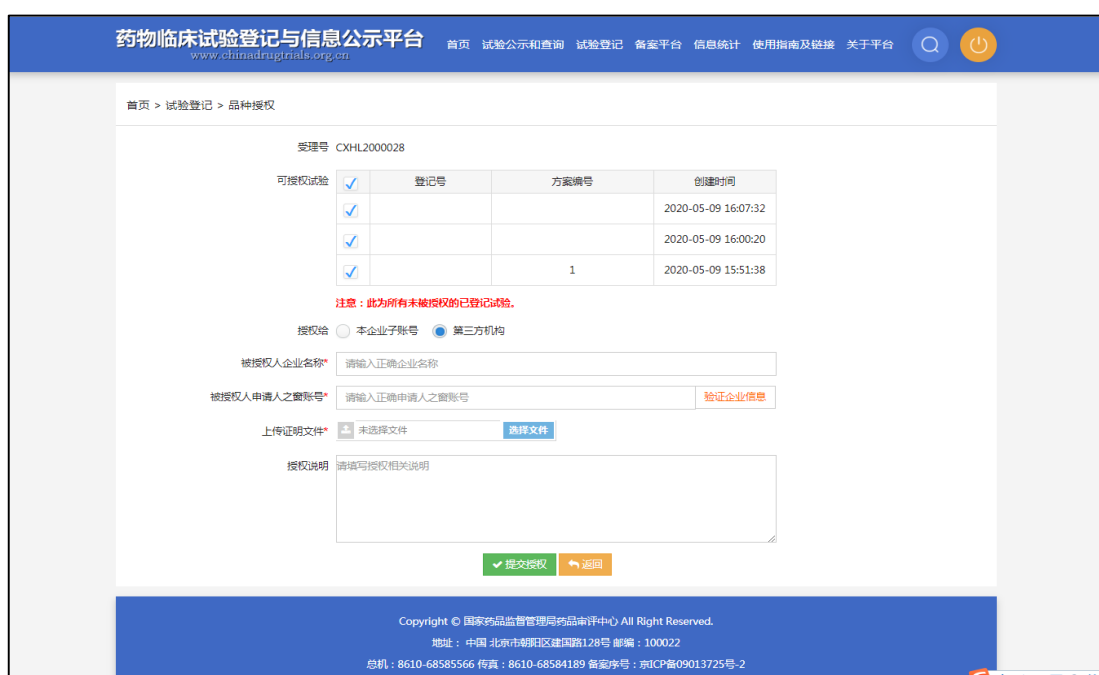 药物临床试验登记与信息公示平台
www.chinadrugtrials.org.cn
首页 试验公示和查询 试验登记 备案平台 信息统计 使用指南及链接 关于平台
首页 > 试验登记 > 品种授权
受理号 CXHL2000028
可授权试验 登记号 方案编号 创建时间
2020-05-09 16:07:32
2020-05-09 16:00:20
1 2020-05-09 15:51:38
注意：此为所有未被授权的已登记试验。
授权给 本企业子账号 第三方机构
被授权人企业名称* 请输入正确企业名称
被授权人申请人之窗账号* 请输入正确申请人之窗账号 验证企业信息
上传证明文件* 未选择文件 选择文件
授权说明 请填写授权相关说明
提交授权 返回
Copyright © 国家药品监督管理局药品审评中心 All Right Reserved.
地址： 中国 北京市朝阳区建国路128号 邮编：100022
总机：8610-68585566 传真：8610-68584189 备案序号：京ICP备09013725号-2